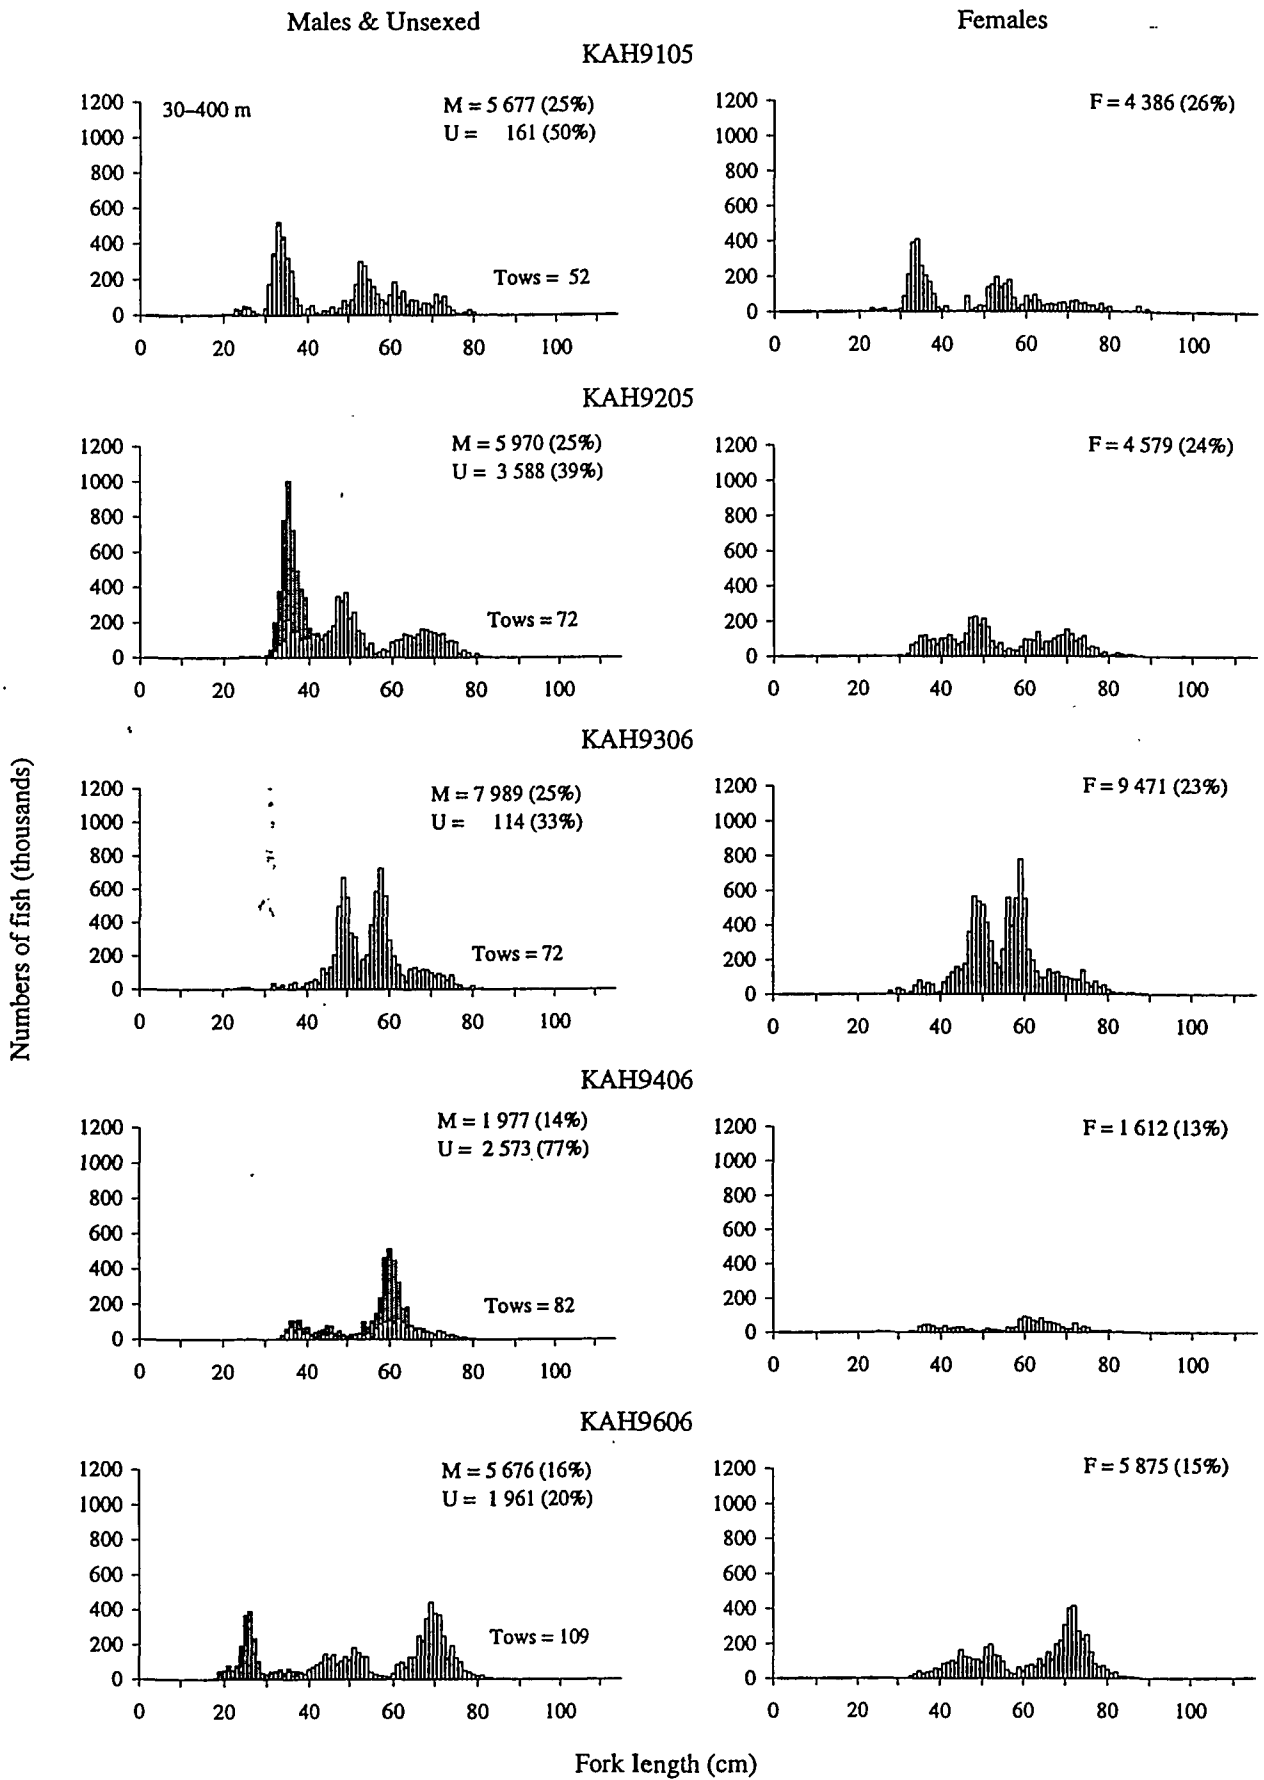 Males & Unsexed
Females
KAH9105
30–400 m
M = 5 677 (25%)
U = 161 (50%)
Tows = 52
1200
1000
800
600
400
200
0
0 20 40 60 80 100
F = 4 386 (26%)
1200
1000
800
600
400
200
0
0 20 40 60 80 100
KAH9205
M = 5 970 (25%)
U = 3 588 (39%)
Tows = 72
1200
1000
800
600
400
200
0
0 20 40 60 80 100
F = 4 579 (24%)
1200
1000
800
600
400
200
0
0 20 40 60 80 100
KAH9306
M = 7 989 (25%)
U = 114 (33%)
Tows = 72
1200
1000
800
600
400
200
0
0 20 40 60 80 100
F = 9 471 (23%)
1200
1000
800
600
400
200
0
0 20 40 60 80 100
Numbers of fish (thousands)
KAH9406
M = 1 977 (14%)
U = 2 573 (77%)
Tows = 82
1200
1000
800
600
400
200
0
0 20 40 60 80 100
F = 1 612 (13%)
1200
1000
800
600
400
200
0
0 20 40 60 80 100
KAH9606
M = 5 676 (16%)
U = 1 961 (20%)
Tows = 109
1200
1000
800
600
400
200
0
0 20 40 60 80 100
F = 5 875 (15%)
1200
1000
800
600
400
200
0
0 20 40 60 80 100
Fork length (cm)